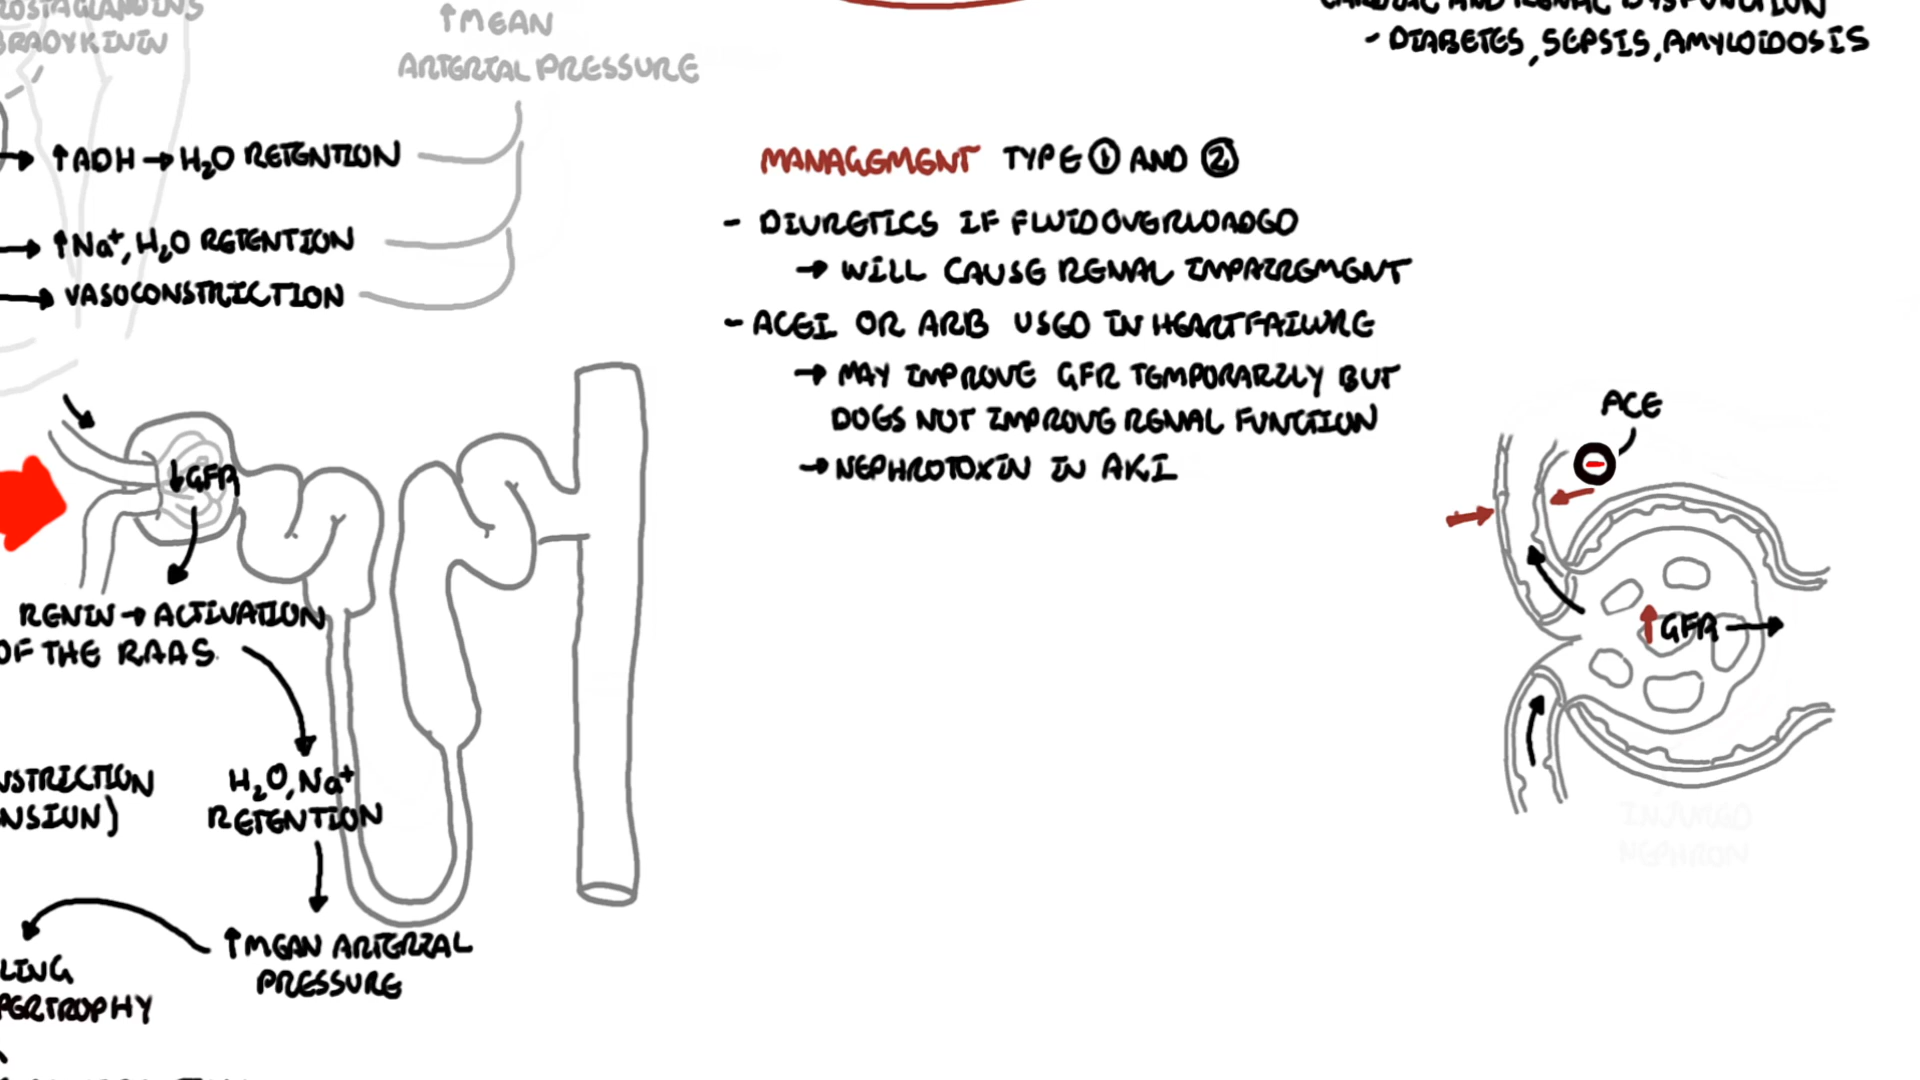 BRADYKININ
↑MEAN
ARTERIAL PRESSURE
- DIABETES, SEPSIS, AMYLOIDOSIS
→ ↑ADH → H₂O RETENTION
→ ↑Na⁺, H₂O RETENTION
→ VASOCONSTRICTION
MANAGEMENT TYPE ① AND ②
- DIURETICS IF FLUID OVERLOADED
→ WILL CAUSE RENAL IMPAIREMENT
- ACEI OR ARB USED IN HEART FAILURE
→ MAY IMPROVE GFR TEMPORARILY BUT
DOES NOT IMPROVE RENAL FUNCTION
→ NEPHROTOXIN IN AKI
↓GFR
RENIN → ACTIVATION
OF THE RAAS
H₂O, Na⁺
RETENTION
↑MEAN ARTERIAL
PRESSURE
ACE
↑GFR →
INJURED
NEPHRON